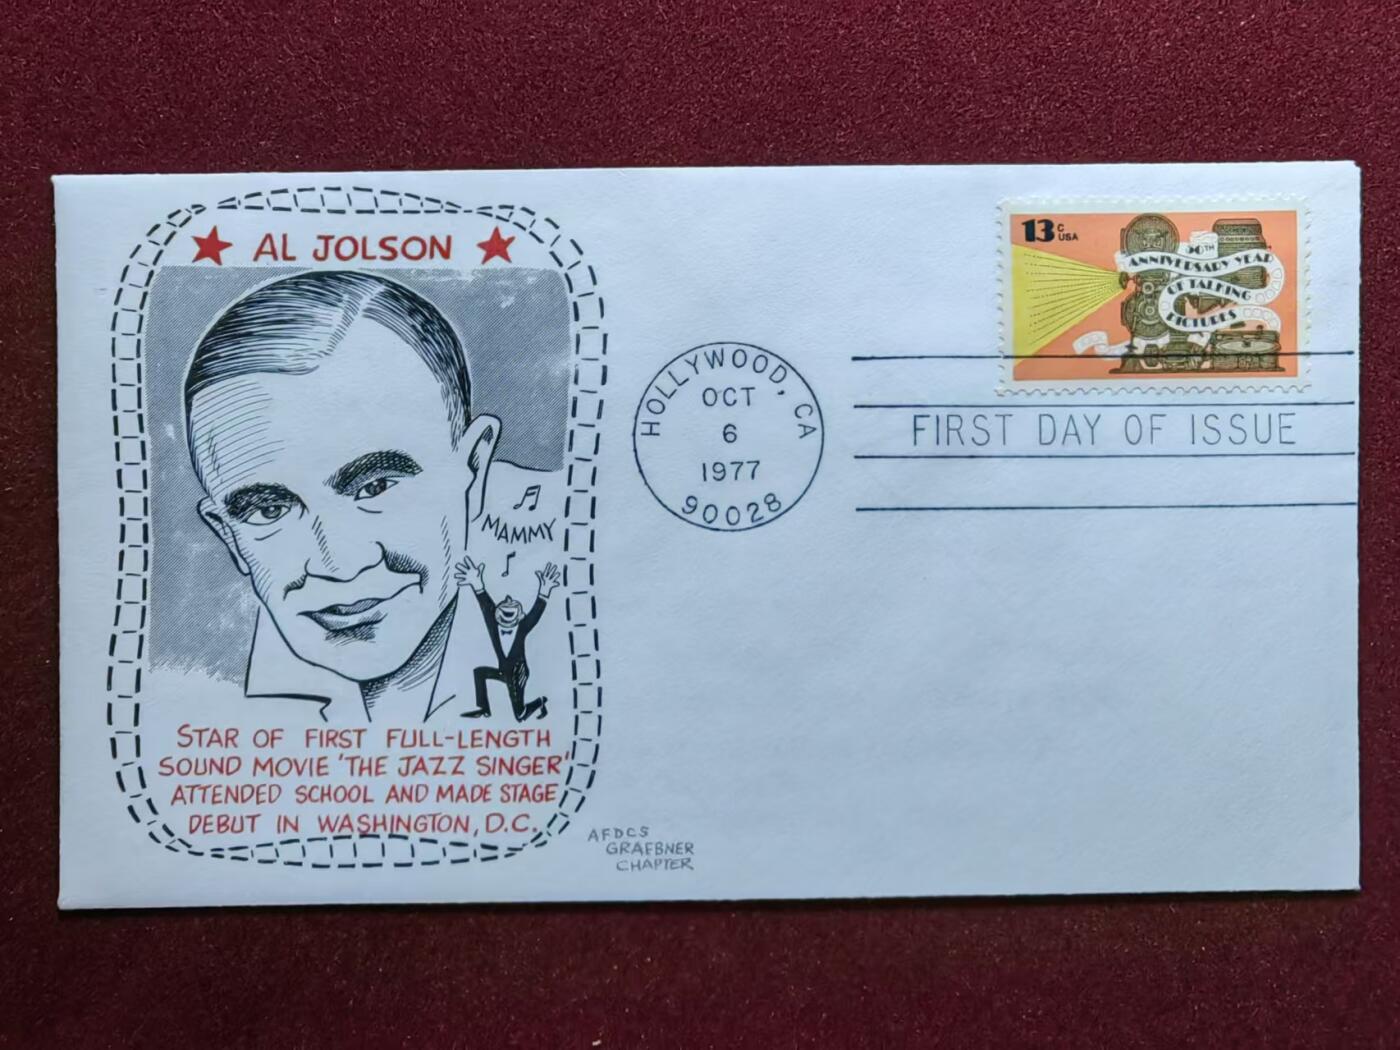 ★ AL JOLSON ★
MAMMY
STAR OF FIRST FULL-LENGTH
SOUND MOVIE 'THE JAZZ SINGER'
ATTENDED SCHOOL AND MADE STAGE
DEBUT IN WASHINGTON, D.C.
AFDCS
GRAEBNER
CHAPTER
HOLLYWOOD, CA
OCT
6
1977
90028
13c
USA
50TH
ANNIVERSARY YEAR
OF TALKING
PICTURES
FIRST DAY OF ISSUE